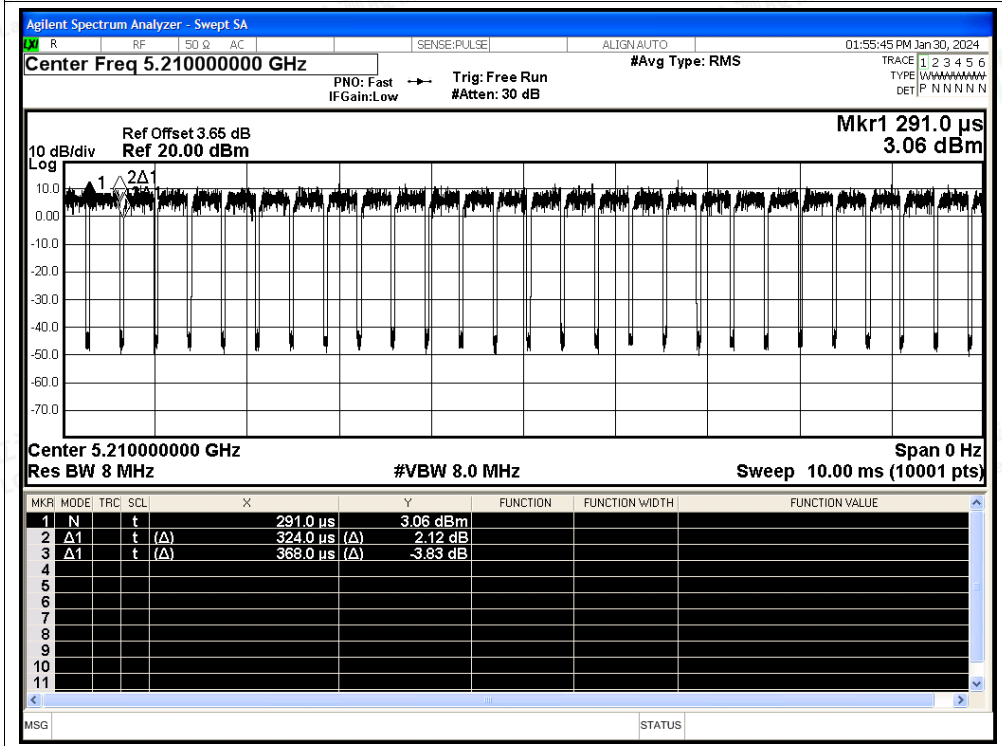 Agilent Spectrum Analyzer - Swept SA
LXI R RF 50 Ω AC SENSE:PULSE ALIGN AUTO 01:55:45 PM Jan 30, 2024
Center Freq 5.210000000 GHz #Avg Type: RMS TRACE 1 2 3 4 5 6
PNO: Fast Trig: Free Run TYPE
IFGain:Low #Atten: 30 dB DET P N N N N N
Mkr1 291.0 µs
Ref Offset 3.65 dB
10 dB/div Ref 20.00 dBm 3.06 dBm
Log
1 2Δ1
10.0
0.00
-10.0
-20.0
-30.0
-40.0
-50.0
-60.0
-70.0
Center 5.210000000 GHz Span 0 Hz
Res BW 8 MHz #VBW 8.0 MHz Sweep 10.00 ms (10001 pts)
MKR MODE TRC SCL X Y FUNCTION FUNCTION WIDTH FUNCTION VALUE
1 N t 291.0 µs 3.06 dBm
2 Δ1 t (Δ) 324.0 µs (Δ) 2.12 dB
3 Δ1 t (Δ) 368.0 µs (Δ) -3.83 dB
4
5
6
7
8
9
10
11
MSG STATUS